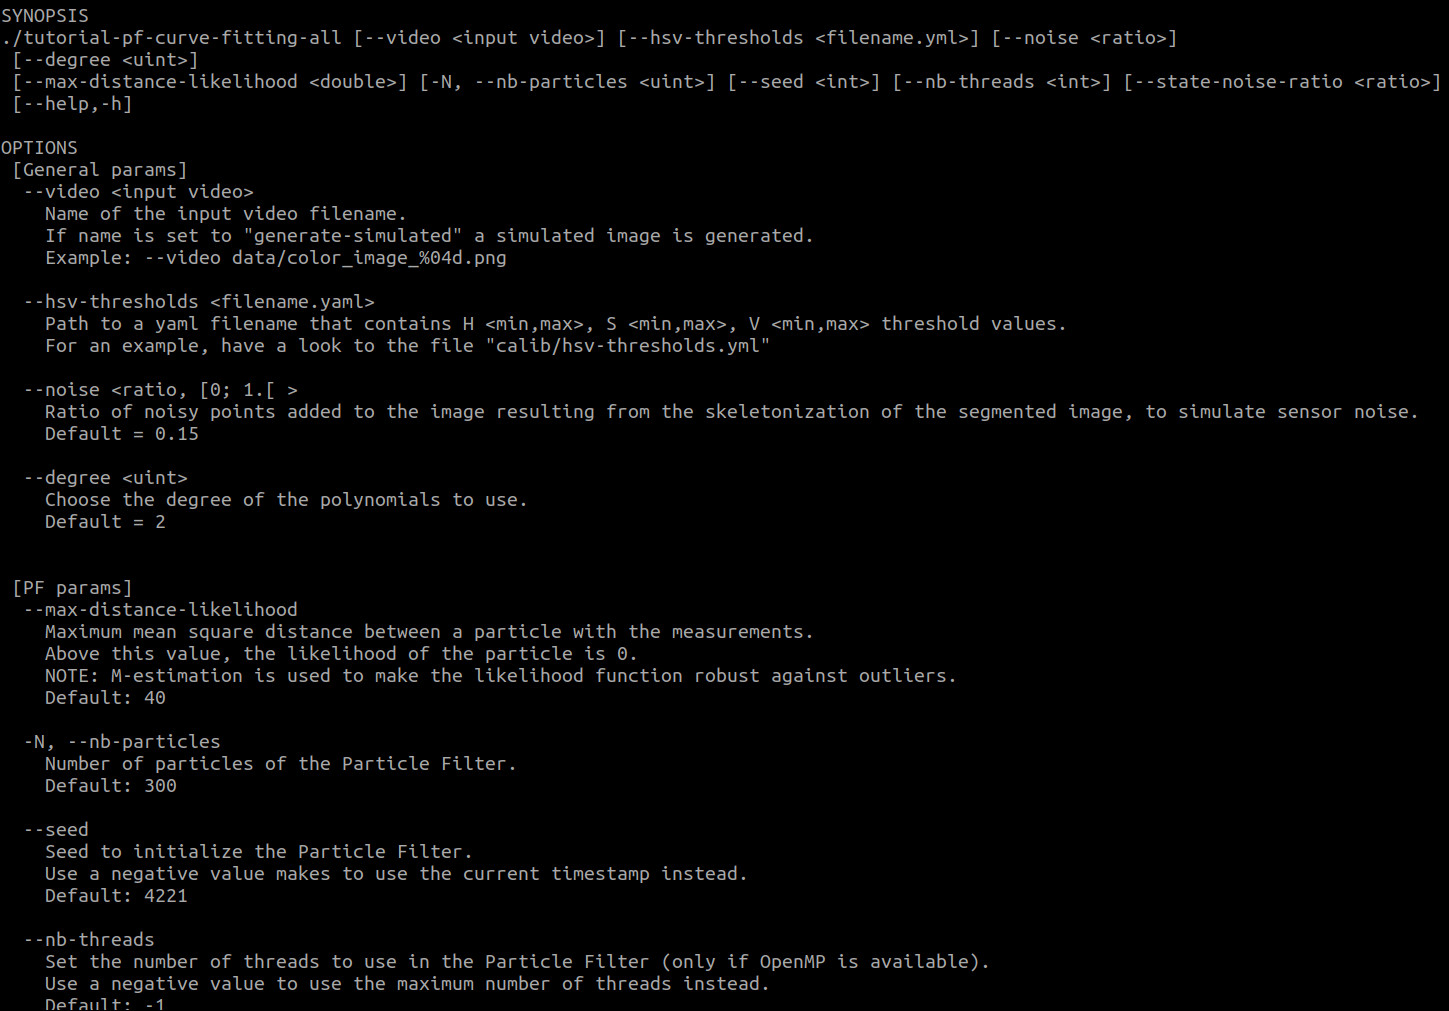 SYNOPSIS
./tutorial-pf-curve-fitting-all [--video <input video>] [--hsv-thresholds <filename.yml>] [--noise <ratio>]
[--degree <uint>]
[--max-distance-likelihood <double>] [-N, --nb-particles <uint>] [--seed <int>] [--nb-threads <int>] [--state-noise-ratio <ratio>]
[--help,-h]
OPTIONS
[General params]
--video <input video>
Name of the input video filename.
If name is set to "generate-simulated" a simulated image is generated.
Example: --video data/color_image_%04d.png
--hsv-thresholds <filename.yaml>
Path to a yaml filename that contains H <min,max>, S <min,max>, V <min,max> threshold values.
For an example, have a look to the file "calib/hsv-thresholds.yml"
--noise <ratio, [0; 1.[ >
Ratio of noisy points added to the image resulting from the skeletonization of the segmented image, to simulate sensor noise.
Default = 0.15
--degree <uint>
Choose the degree of the polynomials to use.
Default = 2
[PF params]
--max-distance-likelihood
Maximum mean square distance between a particle with the measurements.
Above this value, the likelihood of the particle is 0.
NOTE: M-estimation is used to make the likelihood function robust against outliers.
Default: 40
-N, --nb-particles
Number of particles of the Particle Filter.
Default: 300
--seed
Seed to initialize the Particle Filter.
Use a negative value makes to use the current timestamp instead.
Default: 4221
--nb-threads
Set the number of threads to use in the Particle Filter (only if OpenMP is available).
Use a negative value to use the maximum number of threads instead.
Default: -1